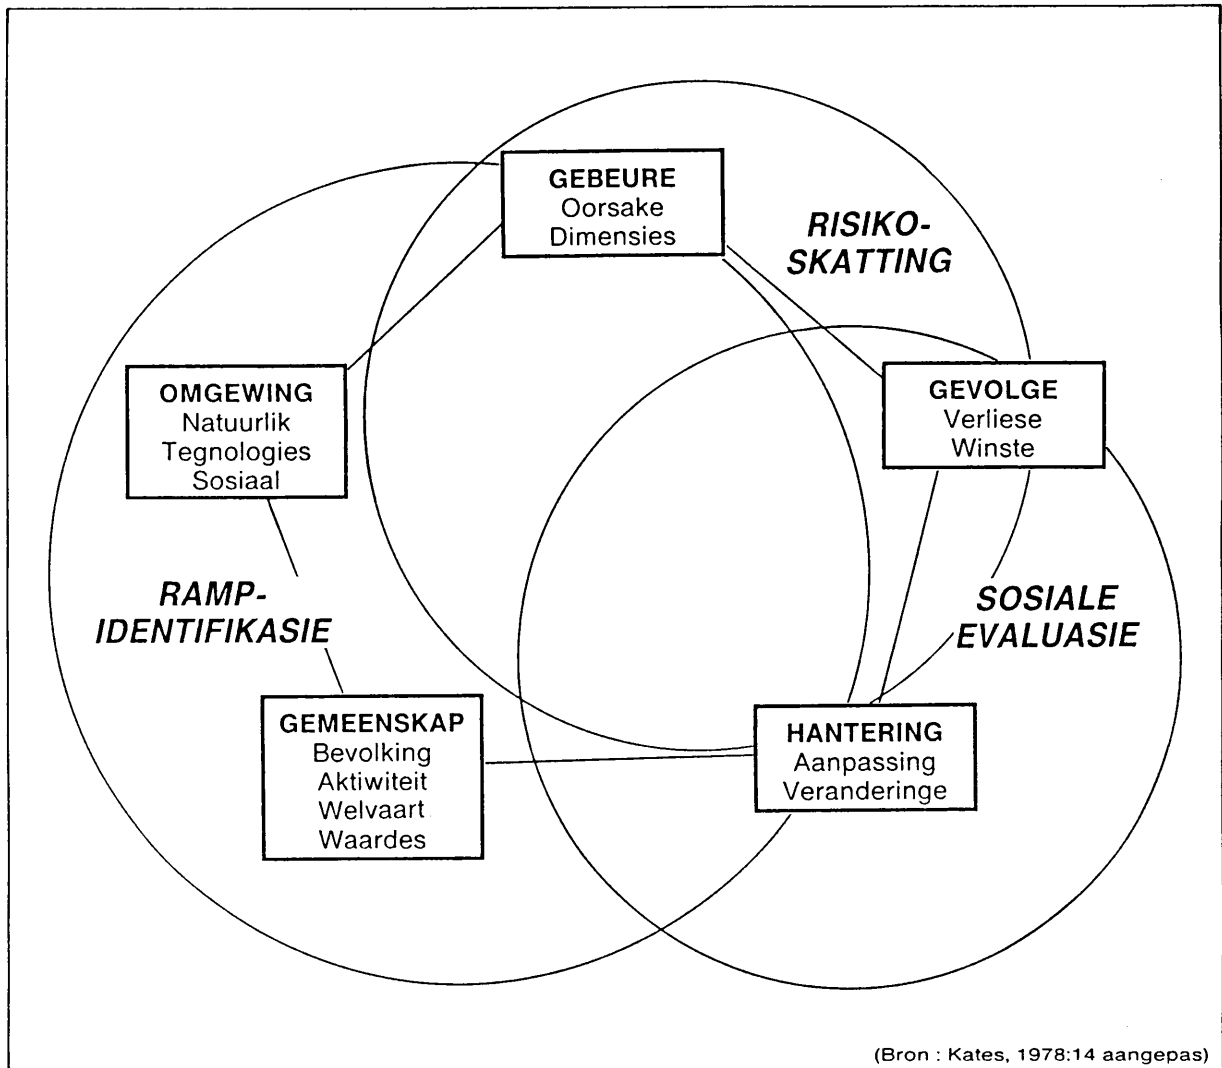 GEBEURE
Oorsake
Dimensies
RISIKO-
SKATTING
OMGEWING
Natuurlik
Tegnologies
Sosiaal
GEVOLGE
Verliese
Winste
RAMP-
IDENTIFIKASIE
SOSIALE
EVALUASIE
GEMEENSKAP
Bevolking
Aktiwiteit
Welvaart
Waardes
HANTERING
Aanpassing
Veranderinge
(Bron : Kates, 1978:14 aangepas)